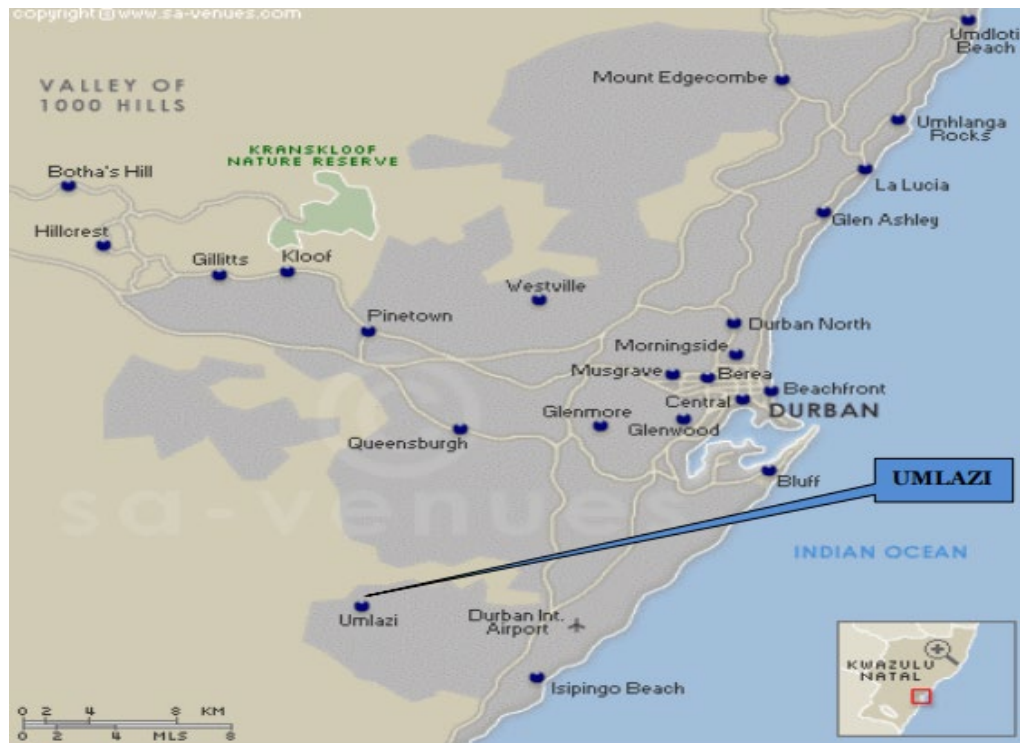 copyright@www.sa-venues.com
Umdloti
Beach
Mount Edgecombe
VALLEY OF
1000 HILLS
Umhlanga
Rocks
KRANSKLOOF
NATURE RESERVE
Botha's Hill
La Lucia
Glen Ashley
Hillcrest
Gillitts
Kloof
Westville
Pinetown
Durban North
Morningside
Musgrave
Berea
Beachfront
Central
Glenmore
DURBAN
Glenwood
Queensburgh
Bluff
UMLAZI
sa-venues
INDIAN OCEAN
Umlazi
Durban Int.
Airport
KWAZULU
NATAL
Isipingo Beach
0 2 4 8 KM
0 2 4 8
MLS